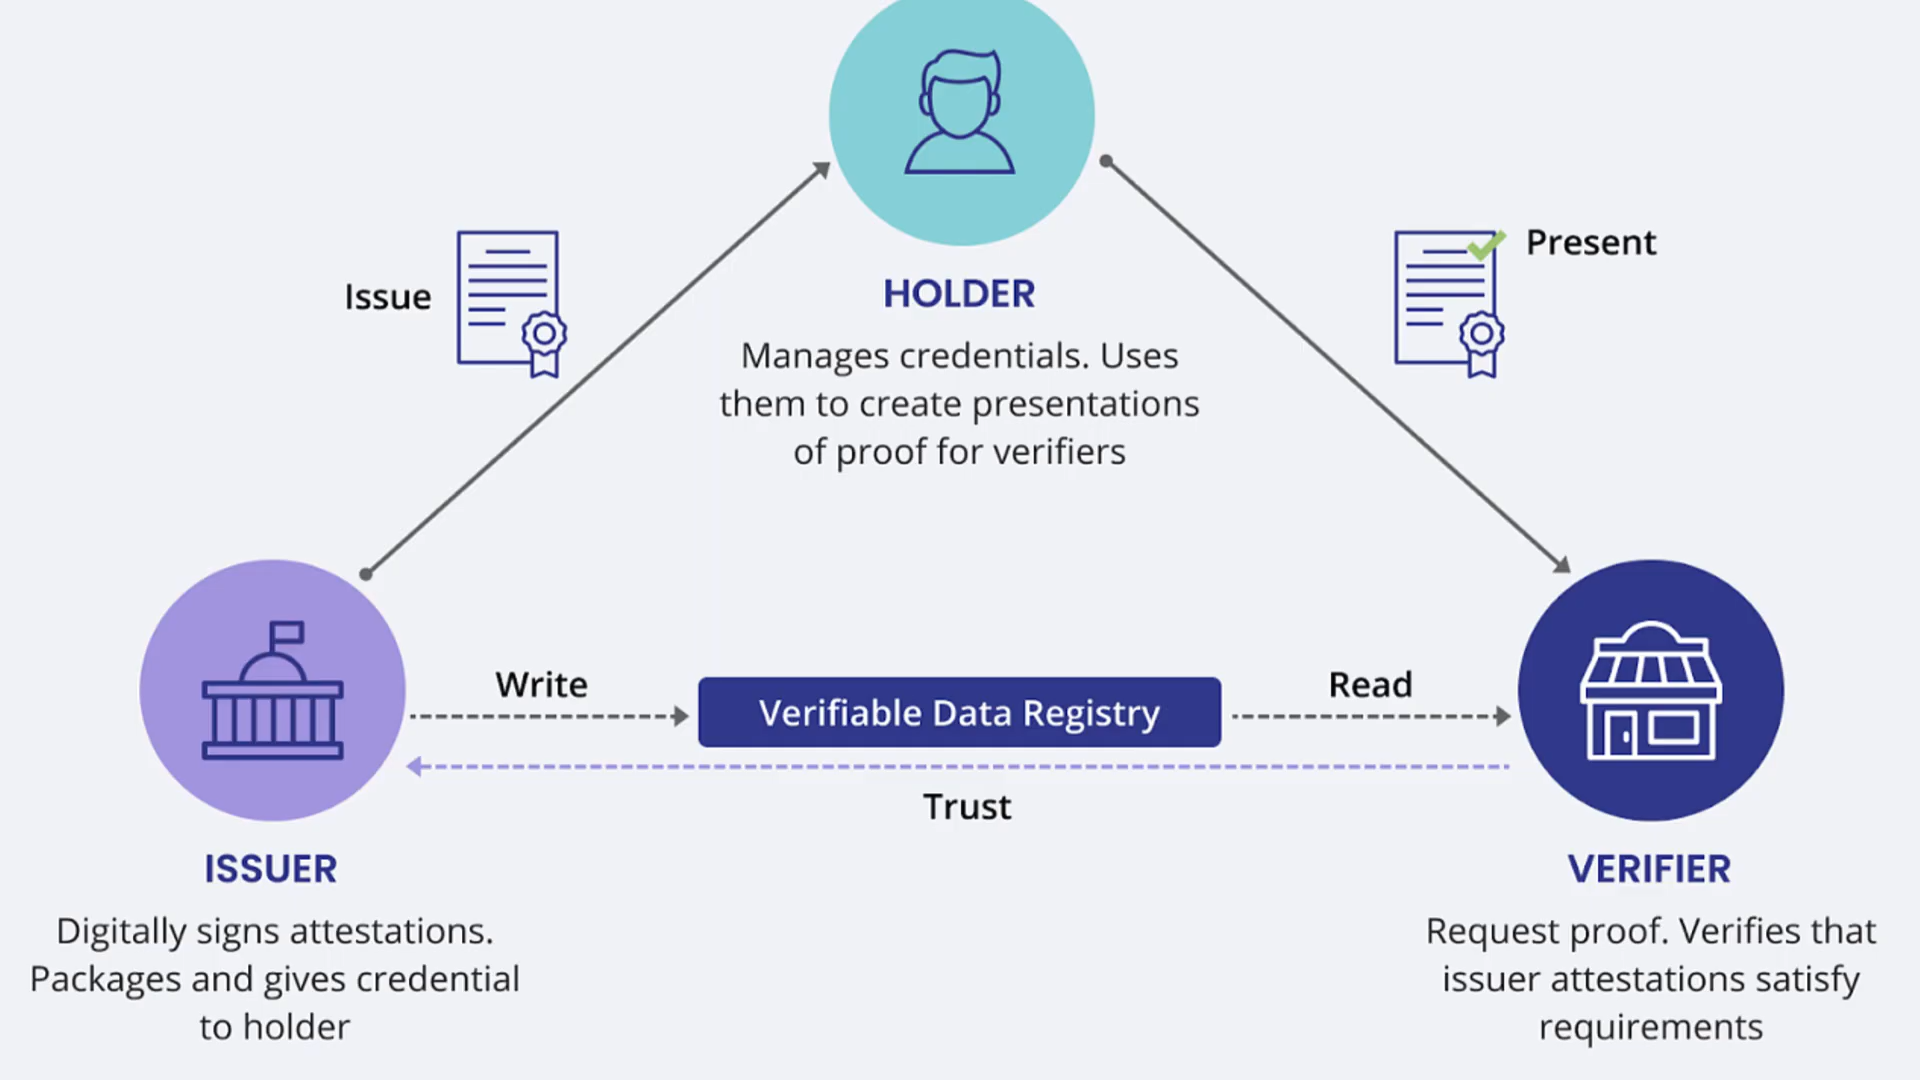 Issue
Present
HOLDER
Manages credentials. Uses
them to create presentations
of proof for verifiers
Write
Verifiable Data Registry
Read
Trust
ISSUER
Digitally signs attestations.
Packages and gives credential
to holder
VERIFIER
Request proof. Verifies that
issuer attestations satisfy
requirements